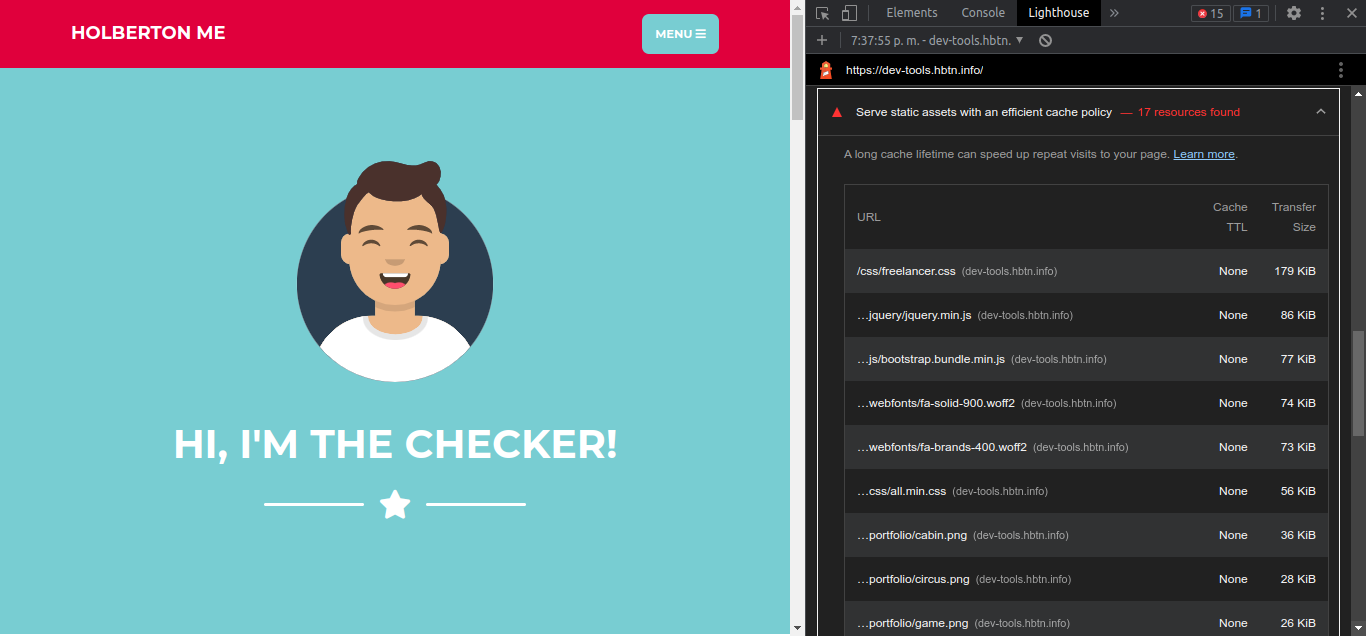 HOLBERTON ME
MENU
HI, I'M THE CHECKER!
Elements Console Lighthouse » 15 1
7:37:55 p. m. - dev-tools.hbtn.
https://dev-tools.hbtn.info/
Serve static assets with an efficient cache policy — 17 resources found
A long cache lifetime can speed up repeat visits to your page. Learn more.
URL Cache TTL Transfer Size
/css/freelancer.css (dev-tools.hbtn.info) None 179 KiB
…jquery/jquery.min.js (dev-tools.hbtn.info) None 86 KiB
…js/bootstrap.bundle.min.js (dev-tools.hbtn.info) None 77 KiB
…webfonts/fa-solid-900.woff2 (dev-tools.hbtn.info) None 74 KiB
…webfonts/fa-brands-400.woff2 (dev-tools.hbtn.info) None 73 KiB
…css/all.min.css (dev-tools.hbtn.info) None 56 KiB
…portfolio/cabin.png (dev-tools.hbtn.info) None 36 KiB
…portfolio/circus.png (dev-tools.hbtn.info) None 28 KiB
…portfolio/game.png (dev-tools.hbtn.info) None 26 KiB